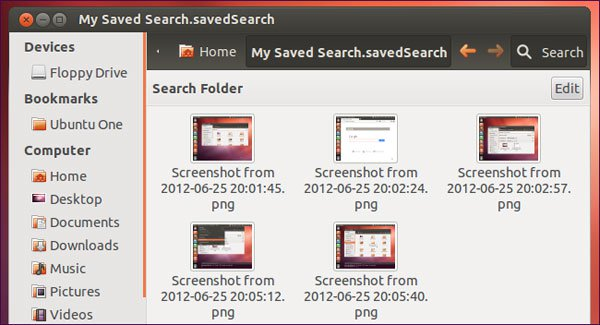 My Saved Search.savedSearch
Devices
Floppy Drive
Bookmarks
Ubuntu One
Computer
Home
Desktop
Documents
Downloads
Music
Pictures
Videos
Home
My Saved Search.savedSearch
Search
Search Folder
Edit
Screenshot from
2012-06-25 20:01:45.
png
Screenshot from
2012-06-25 20:02:24.
png
Screenshot from
2012-06-25 20:02:57.
png
Screenshot from
2012-06-25 20:05:12.
png
Screenshot from
2012-06-25 20:05:40.
png